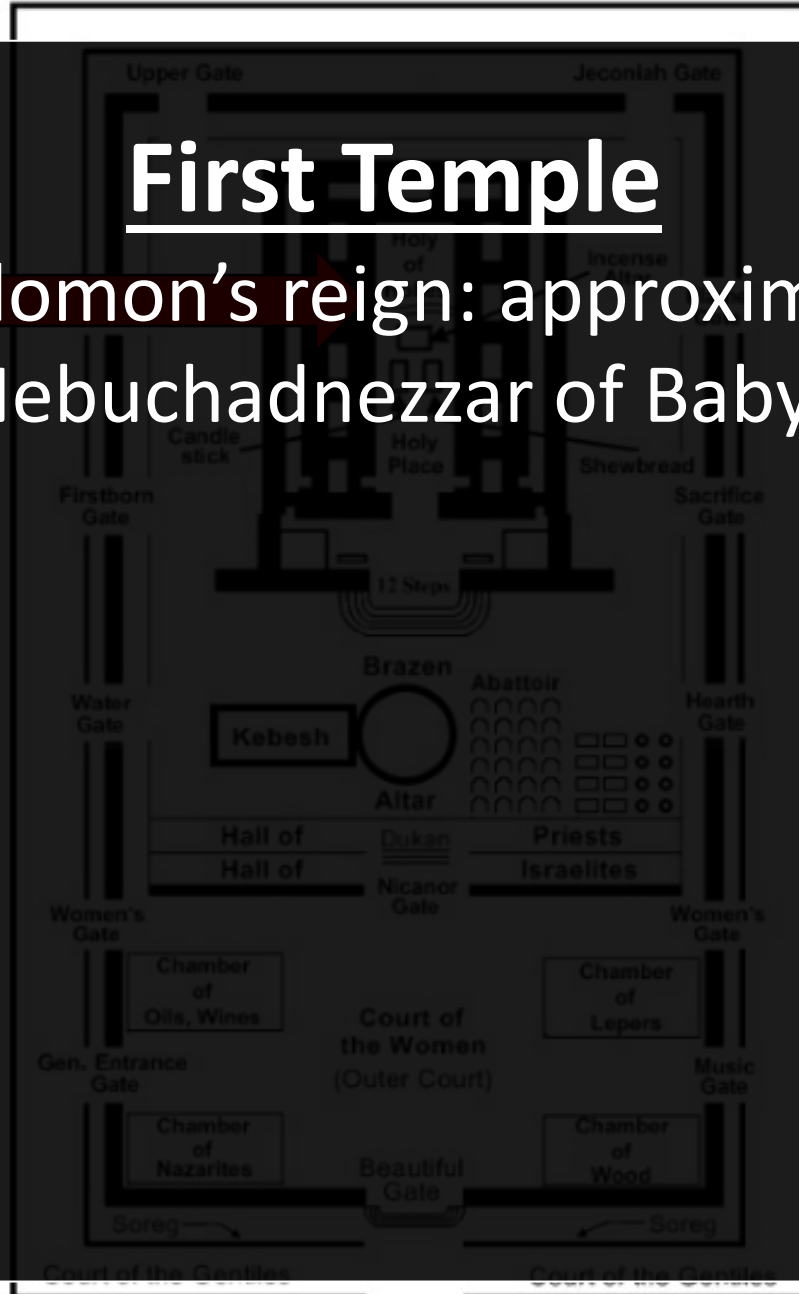 Upper Gate Jeconiah Gate
First Temple
Holy
of
Incense
Altar
lomon’s reign: approxim
Nebuchadnezzar of Baby
Candle
stick
Holy
Place
Shewbread
Firstborn
Gate
Sacrifice
Gate
12 Steps
Brazen
Abattoir
Water
Gate
Hearth
Gate
Kebesh
Altar
Hall of Dukan Priests
Hall of Israelites
Nicanor
Gate
Women's
Gate
Women's
Gate
Chamber
of
Oils, Wines
Chamber
of
Lepers
Court of
the Women
(Outer Court)
Gen. Entrance
Gate
Music
Gate
Chamber
of
Nazarites
Chamber
of
Wood
Beautiful
Gate
Soreg Soreg
Court of the Gentiles Court of the Gentiles